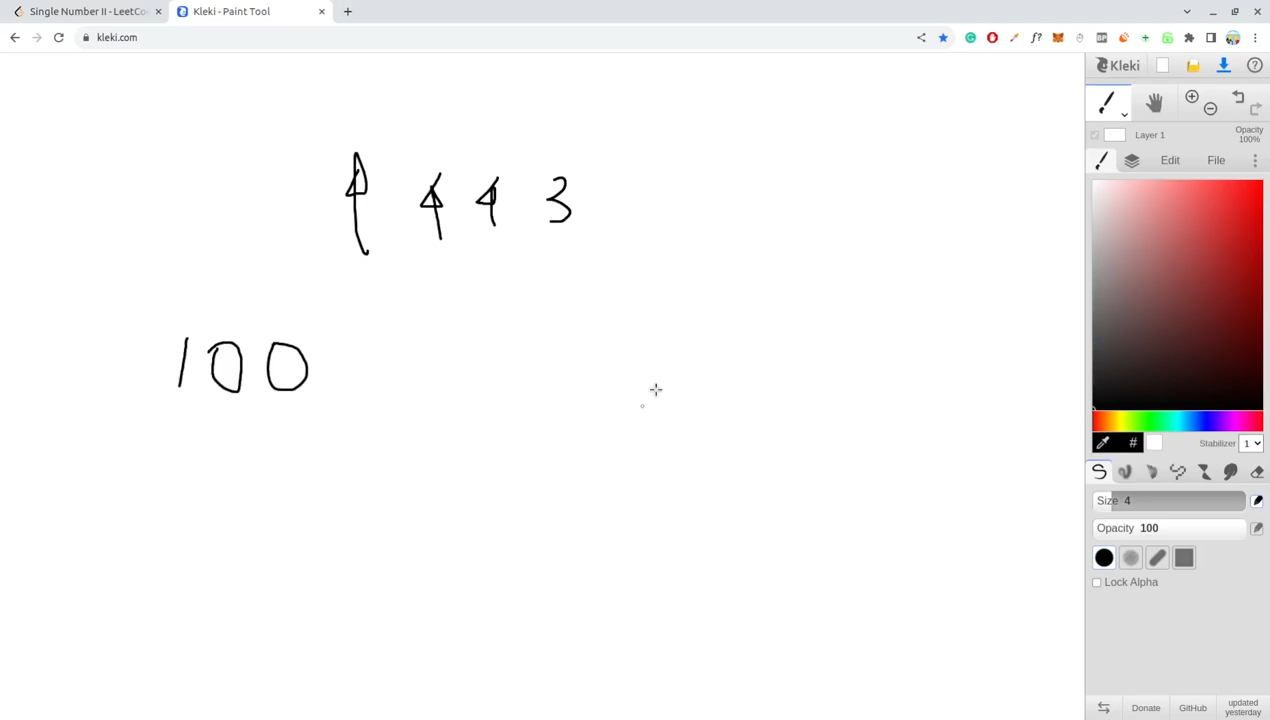 Single Number II - LeetCo
Kleki - Paint Tool
kleki.com
Kleki
Opacity
100%
Layer 1
Edit
File
4 4 4 3
100
#
Stabilizer
1
Size 4
Opacity 100
Lock Alpha
Donate
GitHub
updated
yesterday